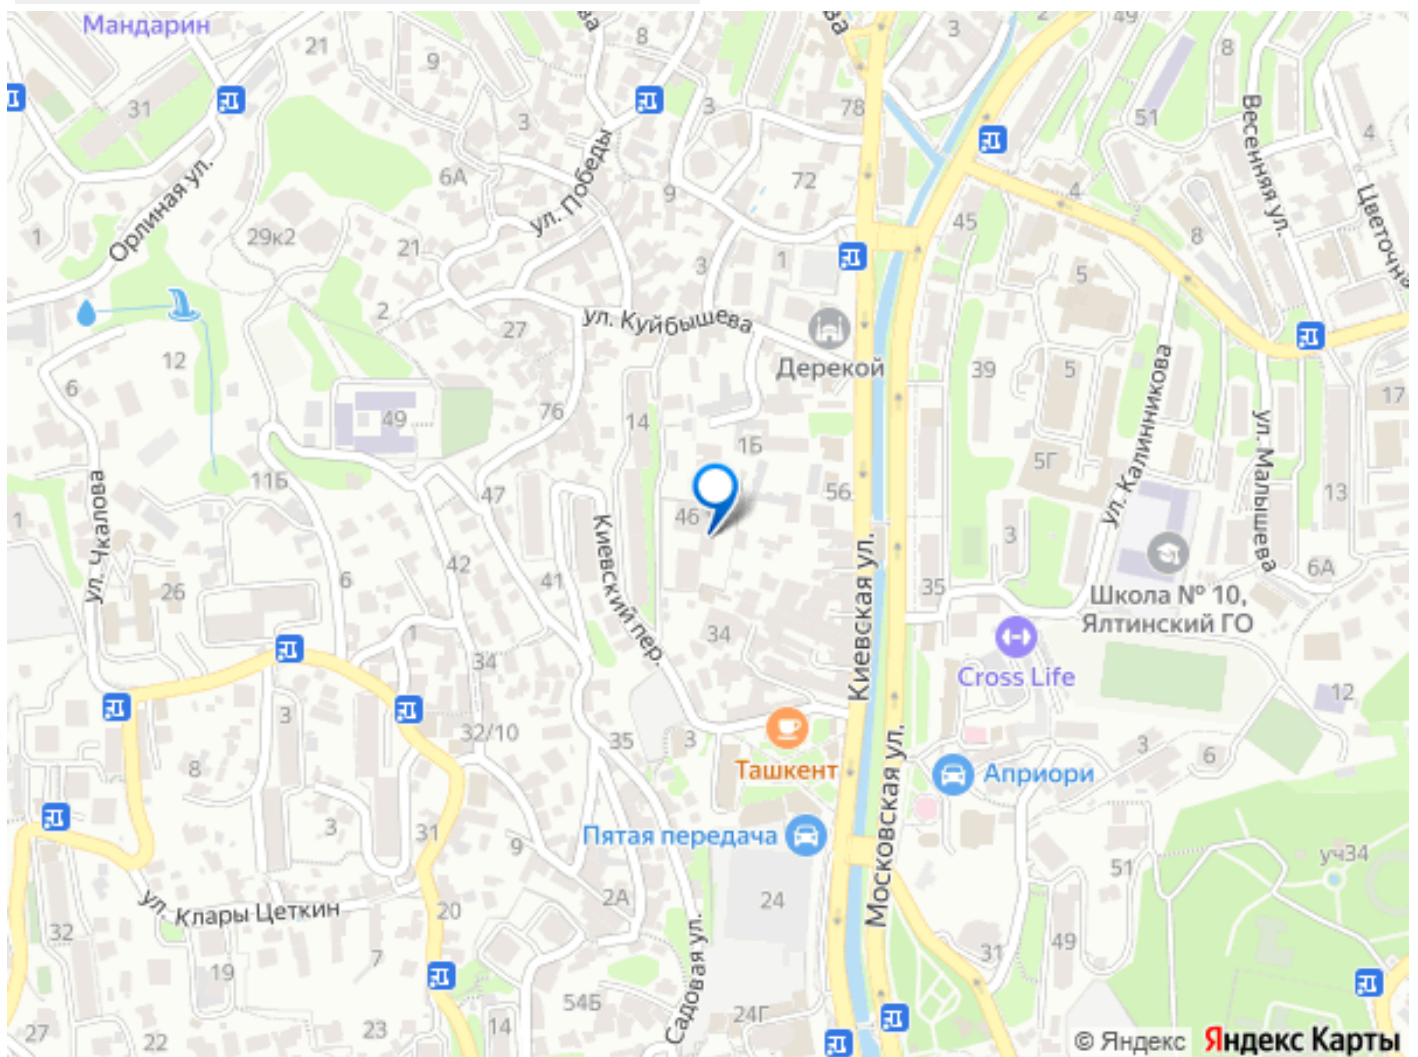 Мандарин
21
9
8
ва
ва
3
2
49
8
31
3
3
78
51
Весенняя ул.
4
ул. Победы
6А
9
72
4
Орлиная ул.
1
29к2
21
45
8
Цветочна
3
1
5
2
27
ул. Куйбышева
12
Дерекой
39
5
6
49
76
14
17
ул. Калинникова
1Б
ул. Малышева
11Б
47
5Г
56
13
1
ул. Чкалова
46
Киевский пер.
Киевская ул.
3
26
6
42
41
35
6А
Школа № 10,
Ялтинский ГО
1
34
34
Cross Life
12
3
32/10
35
3
Ташкент
Московская ул.
3
6
8
Априори
3
31
9
Пятая передача
51
уч34
ул. Клары Цеткин
20
2А
24
32
7
19
Садовая ул.
31
49
54Б
24Г
27
22
23
14
© Яндекс Яндекс Карты